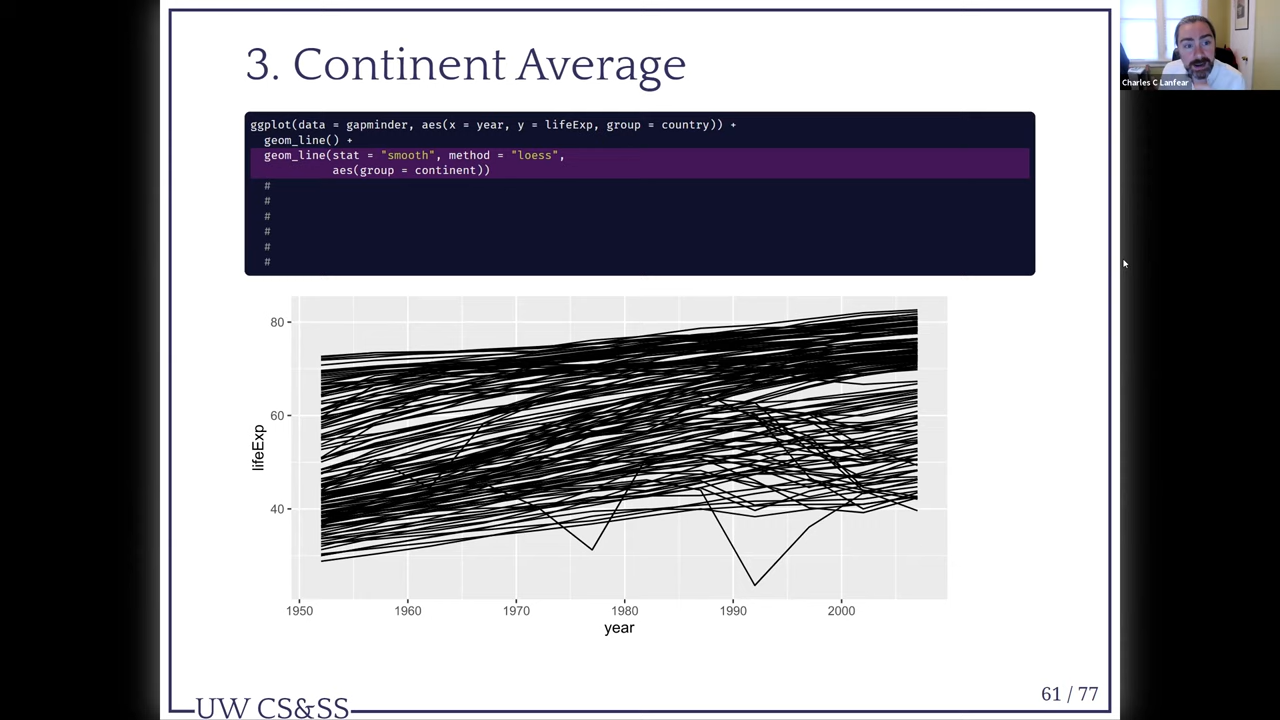 3. Continent Average
Charles C Lanfear
ggplot(data = gapminder, aes(x = year, y = lifeExp, group = country)) +
geom_line() +
geom_line(stat = "smooth", method = "loess",
aes(group = continent))
#
#
#
#
#
#
80
60
40
lifeExp
1950 1960 1970 1980 1990 2000
year
61 / 77
UW CS&SS